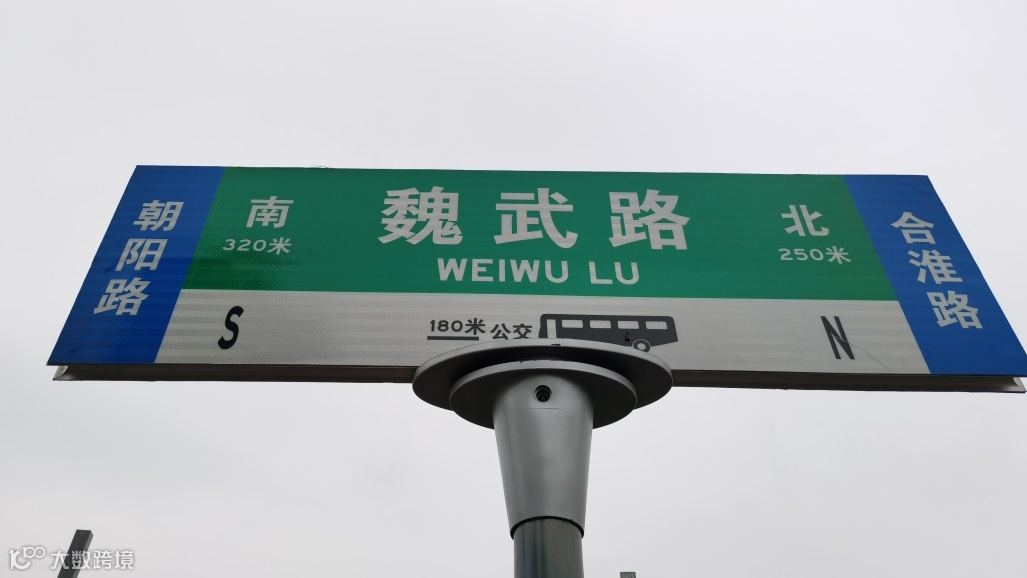 朝阳路
南
320米
魏武路
WEIWU LU
北
250米
合淮路
S
180米 公交
N
大数跨境